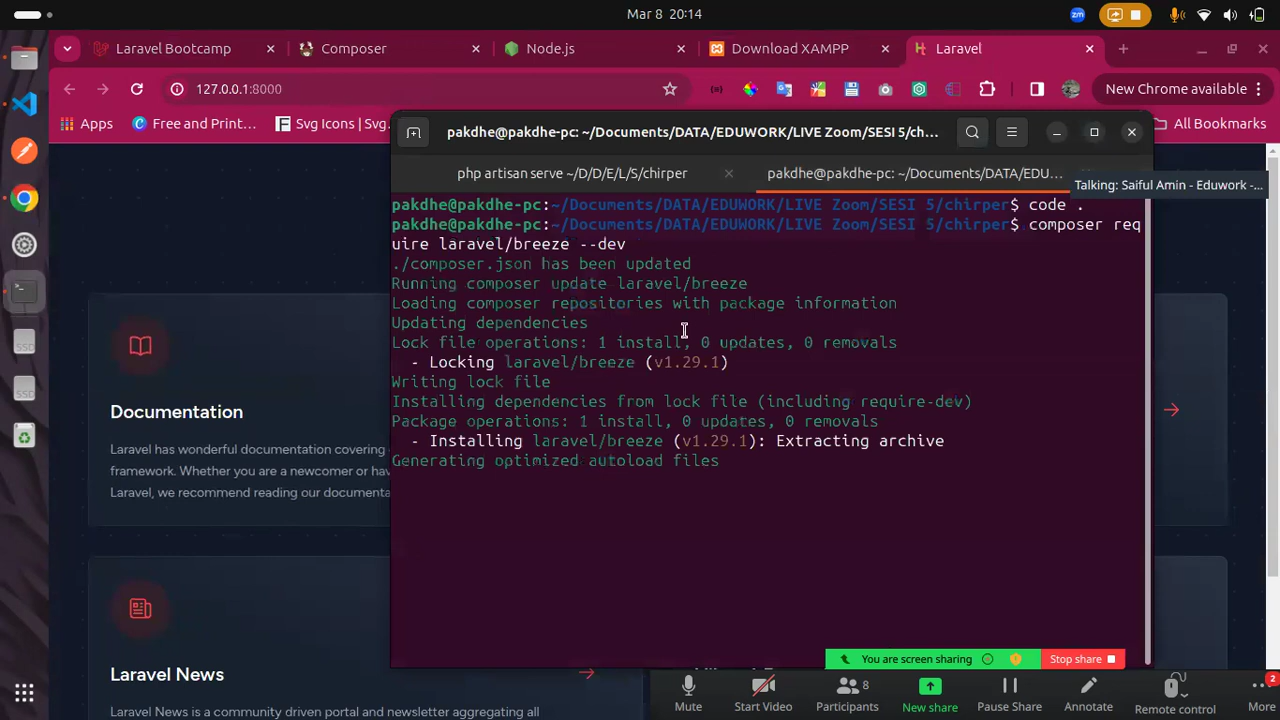 Mar 8 20:14
Laravel Bootcamp
Composer
Node.js
Download XAMPP
Laravel
127.0.0.1:8000
New Chrome available
Apps
Free and Print...
Svg Icons | Svg.
All Bookmarks
pakdhe@pakdhe-pc: ~/Documents/DATA/EDUWORK/LIVE Zoom/SESI 5/ch...
php artisan serve ~/D/D/E/L/S/chirper
pakdhe@pakdhe-pc: ~/Documents/DATA/EDU...
Talking: Saiful Amin - Eduwork -...
pakdhe@pakdhe-pc:~/Documents/DATA/EDUWORK/LIVE Zoom/SESI 5/chirper$ code .
pakdhe@pakdhe-pc:~/Documents/DATA/EDUWORK/LIVE Zoom/SESI 5/chirper$ composer req
uire laravel/breeze --dev
./composer.json has been updated
Running composer update laravel/breeze
Loading composer repositories with package information
Updating dependencies
Lock file operations: 1 install, 0 updates, 0 removals
- Locking laravel/breeze (v1.29.1)
Writing lock file
Installing dependencies from lock file (including require-dev)
Package operations: 1 install, 0 updates, 0 removals
- Installing laravel/breeze (v1.29.1): Extracting archive
Generating optimized autoload files
Documentation
Laravel has wonderful documentation covering
framework. Whether you are a newcomer or hav
Laravel, we recommend reading our documenta
Laravel News
Laravel News is a community driven portal and newsletter aggregating all
You are screen sharing
Stop share
Mute
Start Video
8
Participants
New share
Pause Share
Annotate
Remote control
2
More